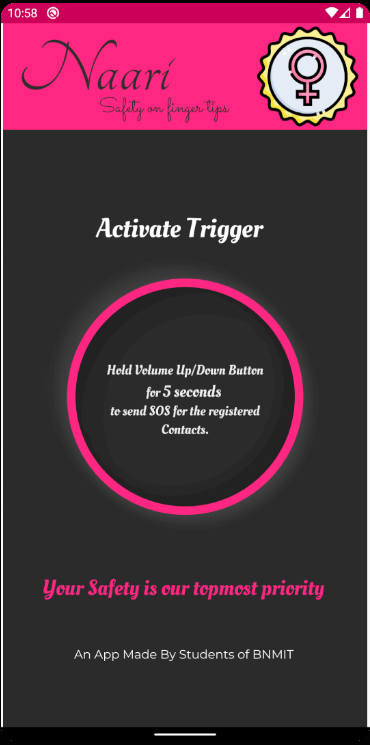 10:58
Naari
Safety on finger tips
Activate Trigger
Hold Volume Up/Down Button
for 5 seconds
to send SOS for the registered
Contacts.
Your Safety is our topmost priority
An App Made By Students of BNMIT